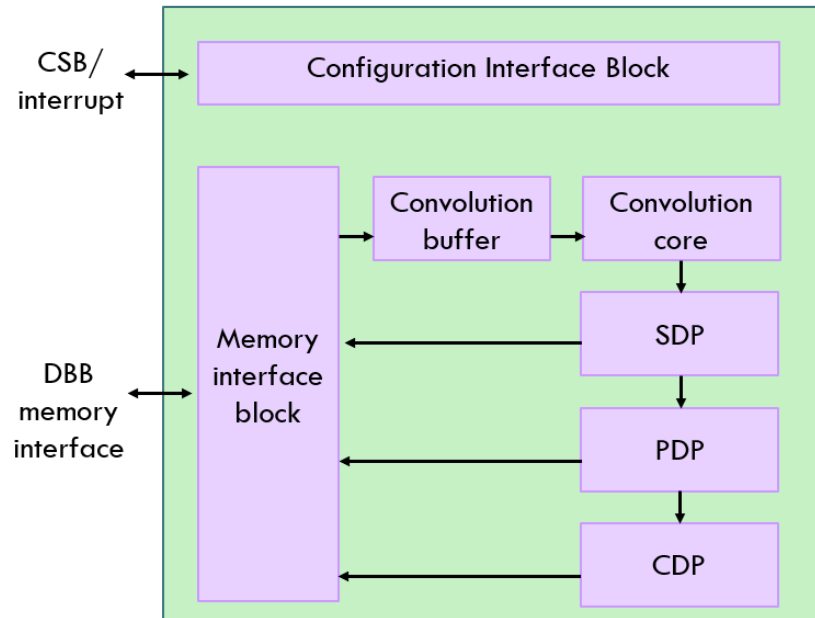 CSB/
interrupt
Configuration Interface Block
Convolution
buffer
Convolution
core
SDP
Memory
interface
block
DBB
memory
interface
PDP
CDP